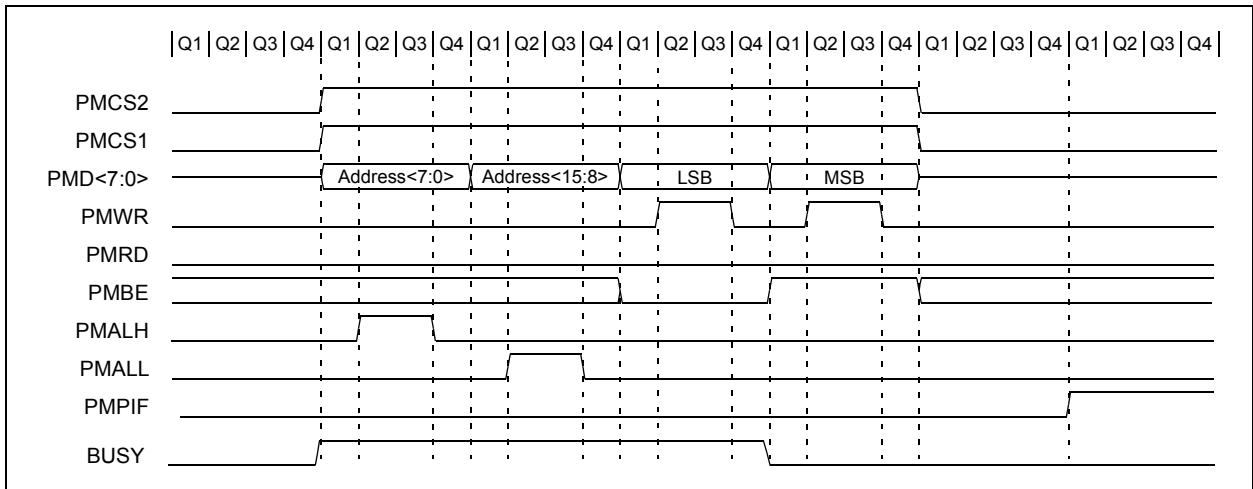 Q1 Q2 Q3 Q4 Q1 Q2 Q3 Q4 Q1 Q2 Q3 Q4 Q1 Q2 Q3 Q4 Q1 Q2 Q3 Q4 Q1 Q2 Q3 Q4 Q1 Q2 Q3 Q4
PMCS2
PMCS1
PMD<7:0> Address<7:0> Address<15:8> LSB MSB
PMWR
PMRD
PMBE
PMALH
PMALL
PMPIF
BUSY